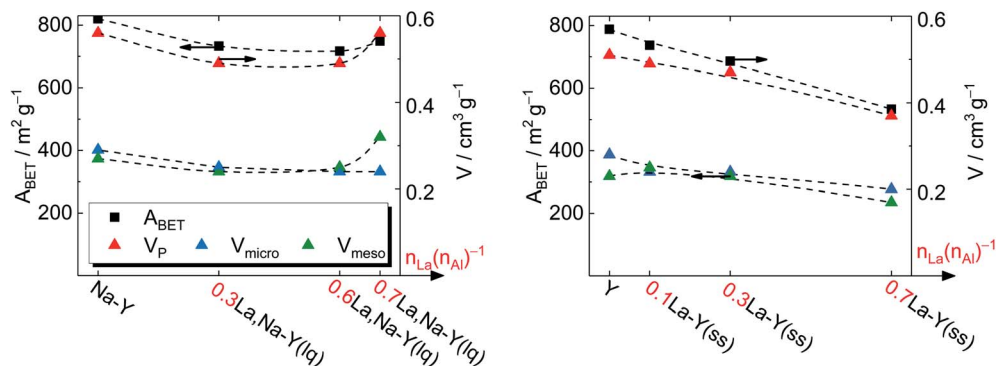 800
600
400
200
A_BET / m² g⁻¹
0.6
0.4
0.2
V / cm³ g⁻¹
A_BET
V_P V_micro V_meso
n_La(n_Al)⁻¹
Na-Y
0.3La,Na-Y(lq)
0.6La,Na-Y(lq)
0.7La,Na-Y(lq)
800
600
400
200
A_BET / m² g⁻¹
0.6
0.4
0.2
V / cm³ g⁻¹
n_La(n_Al)⁻¹
Y
0.1La-Y(ss)
0.3La-Y(ss)
0.7La-Y(ss)